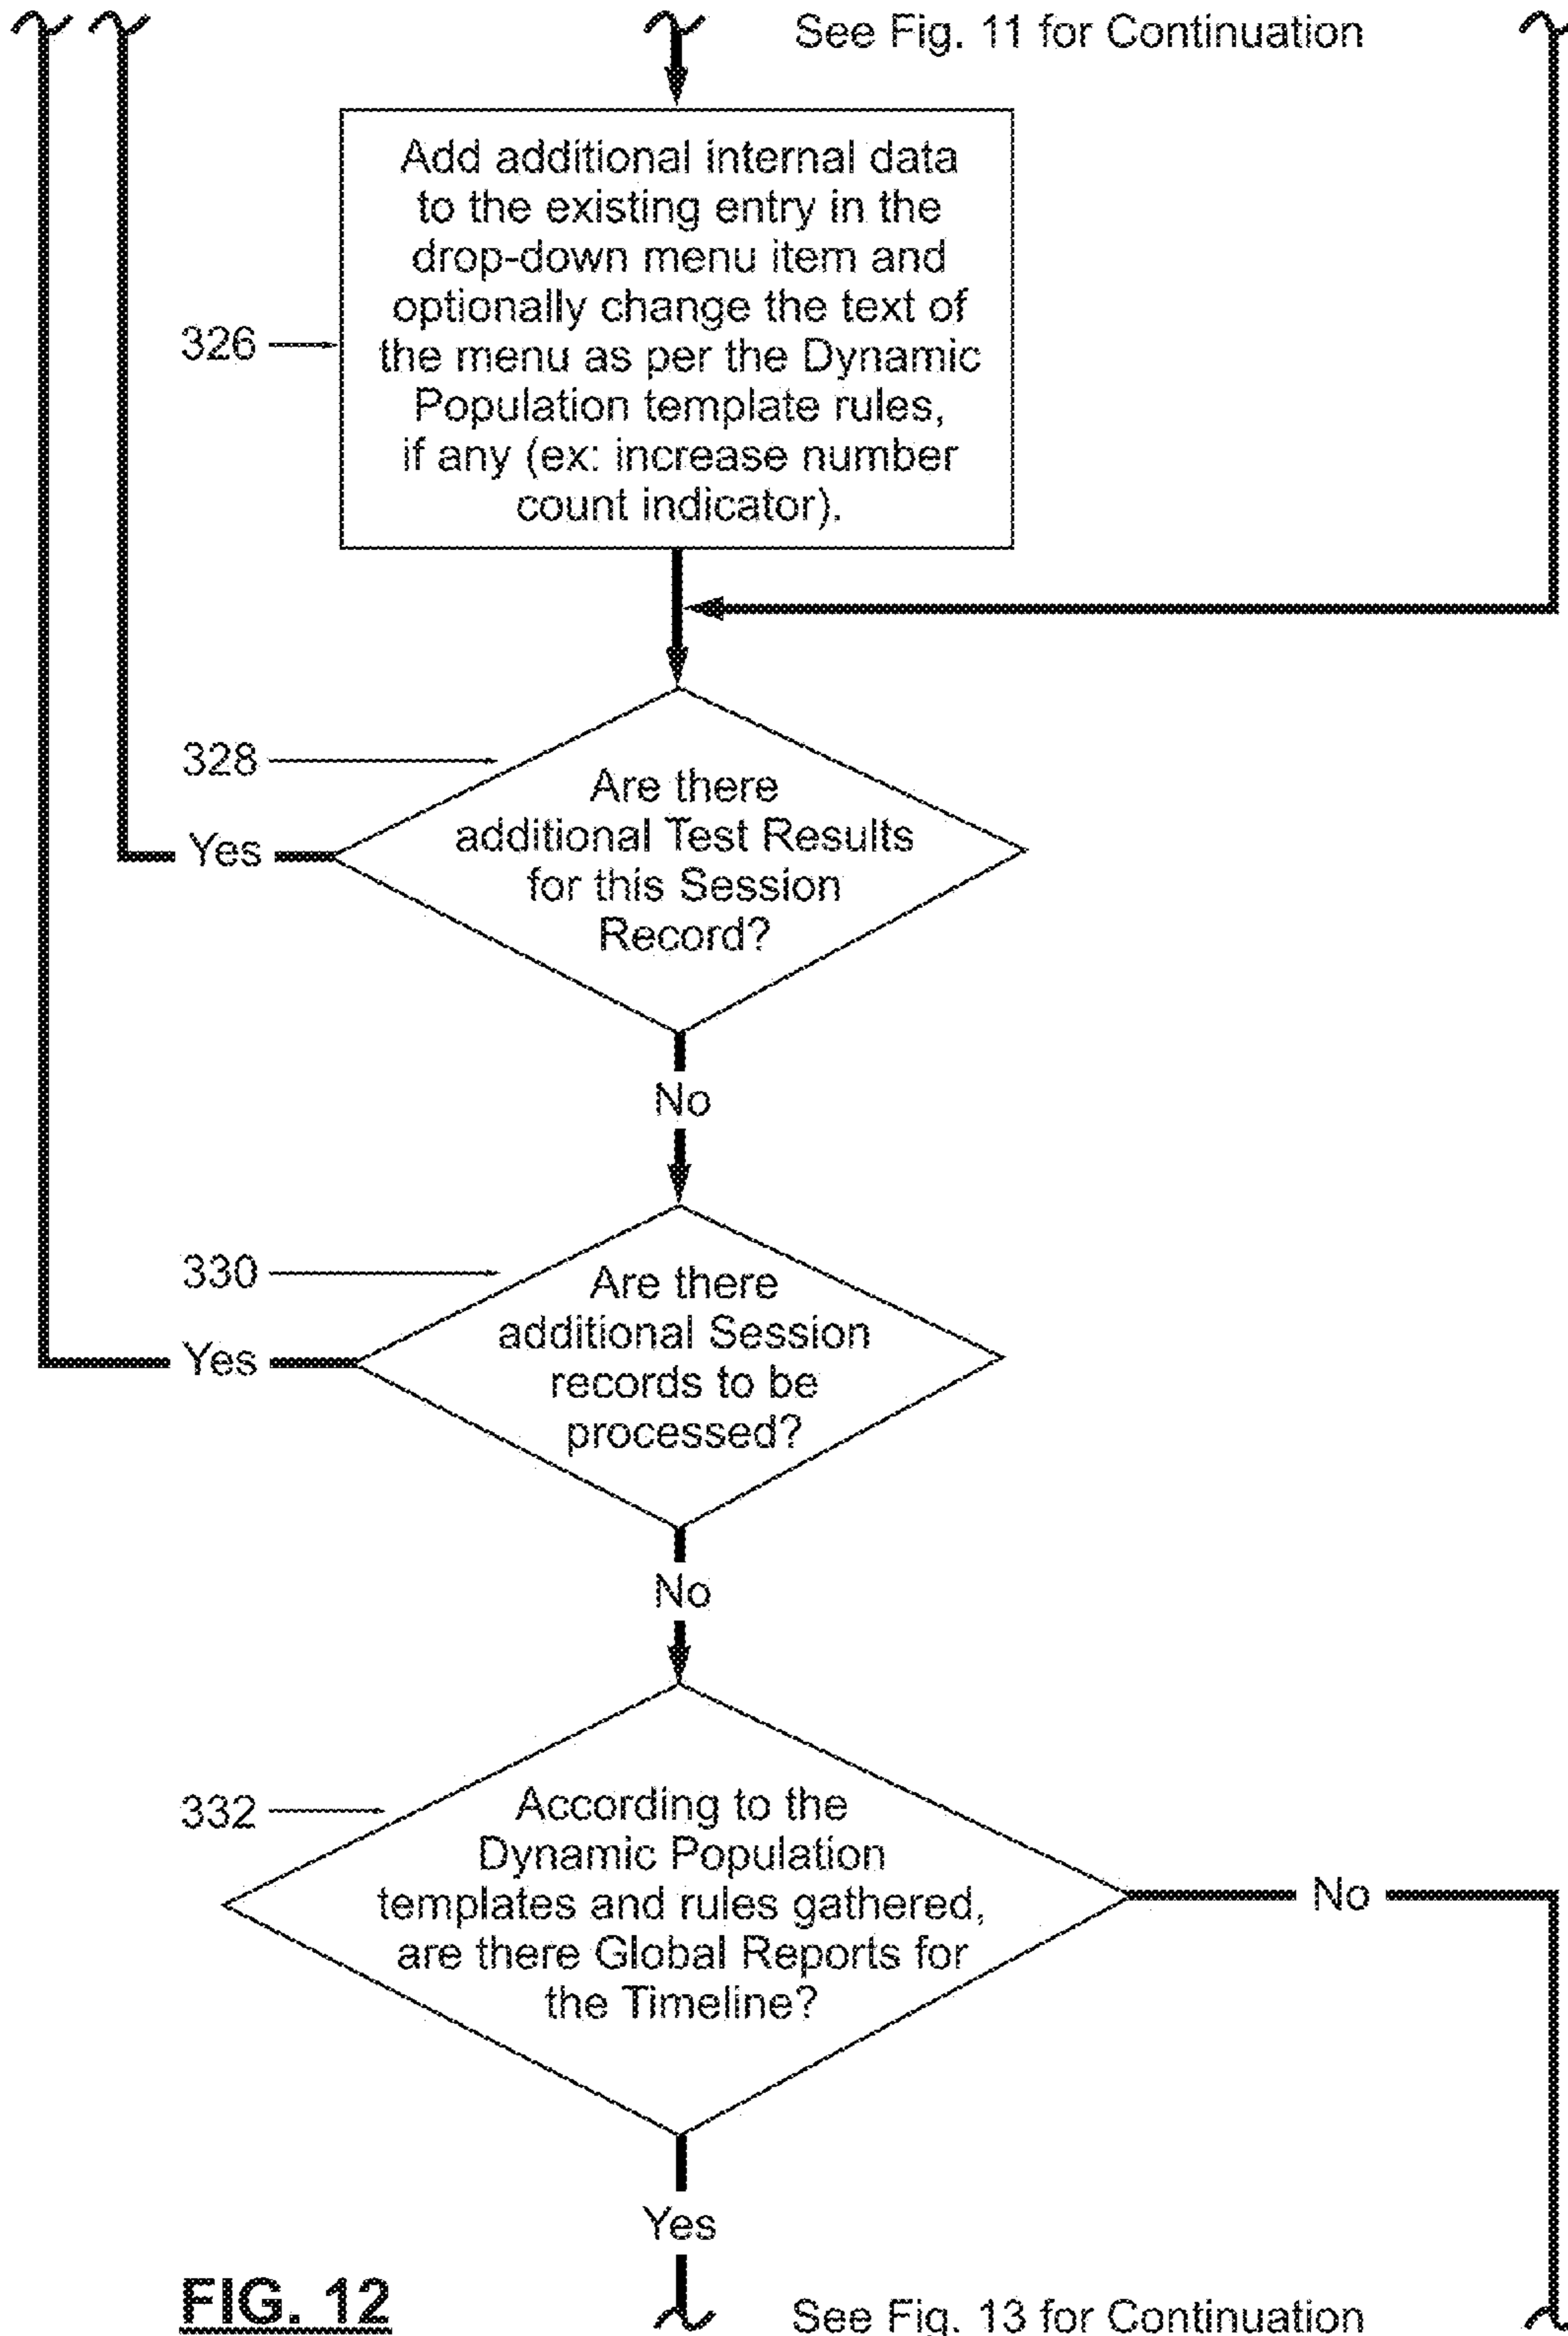 See Fig. 11 for Continuation
Add additional internal data
to the existing entry in the
drop-down menu item and
optionally change the text of
the menu as per the Dynamic
Population template rules,
if any (ex: increase number
count indicator).
326
328
Are there
additional Test Results
for this Session
Record?
Yes
No
330
Are there
additional Session
records to be
processed?
Yes
No
332
According to the
Dynamic Population
templates and rules gathered,
are there Global Reports for
the Timeline?
No
Yes
FIG. 12
See Fig. 13 for Continuation